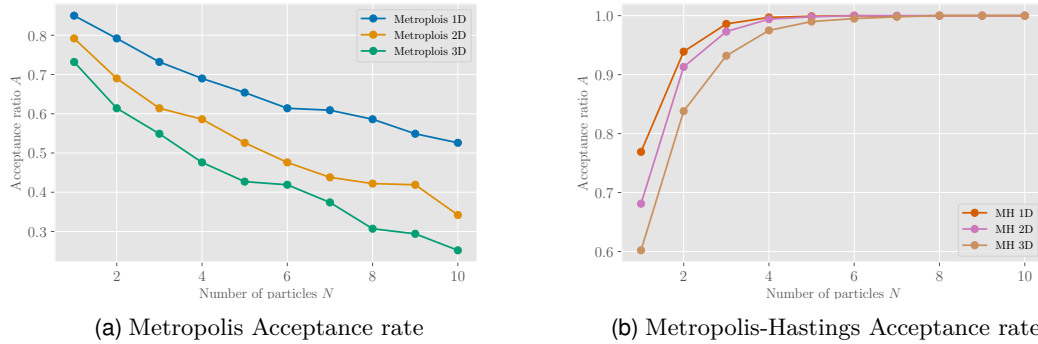 0.8
0.7
0.6
0.5
0.4
0.3
Acceptance ratio A
Metroplois 1D
Metroplois 2D
Metroplois 3D
2 4 6 8 10
Number of particles N
(a) Metropolis Acceptance rate
1.0
0.9
0.8
0.7
0.6
Acceptance ratio A
MH 1D
MH 2D
MH 3D
2 4 6 8 10
Number of particles N
(b) Metropolis-Hastings Acceptance rate